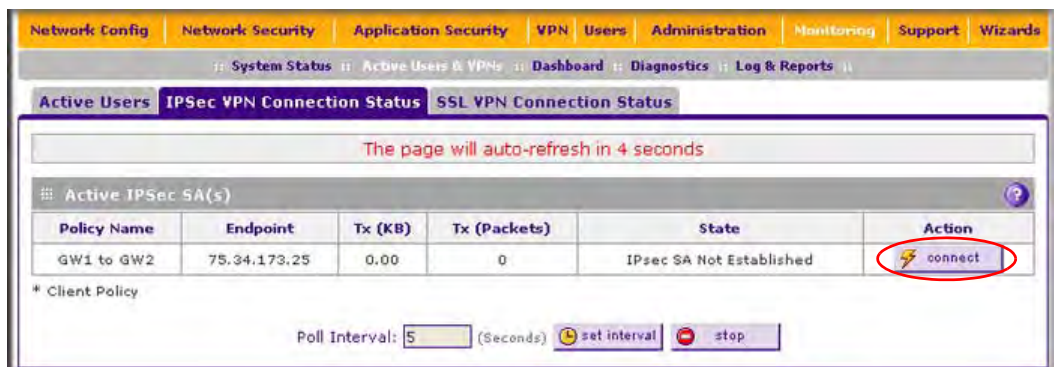 Network Config Network Security Application Security VPN Users Administration Monitoring Support Wizards
:: System Status :: Active Users & VPNs :: Dashboard :: Diagnostics :: Log & Reports ::
Active Users IPSec VPN Connection Status SSL VPN Connection Status
The page will auto-refresh in 4 seconds
Active IPSec SA(s) ?
Policy Name Endpoint Tx (KB) Tx (Packets) State Action
GW1 to GW2 75.34.173.25 0.00 0 IPsec SA Not Established connect
* Client Policy
Poll Interval: 5 (Seconds) set interval stop